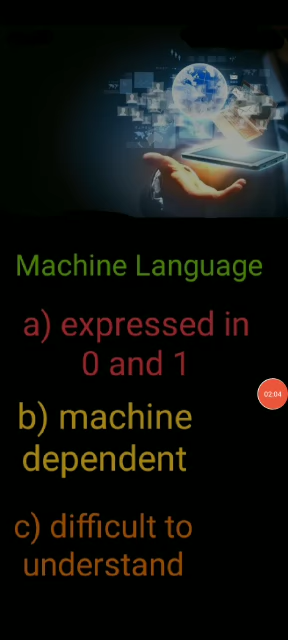 Machine Language
a) expressed in
0 and 1
02:04
b) machine
dependent
c) difficult to
understand